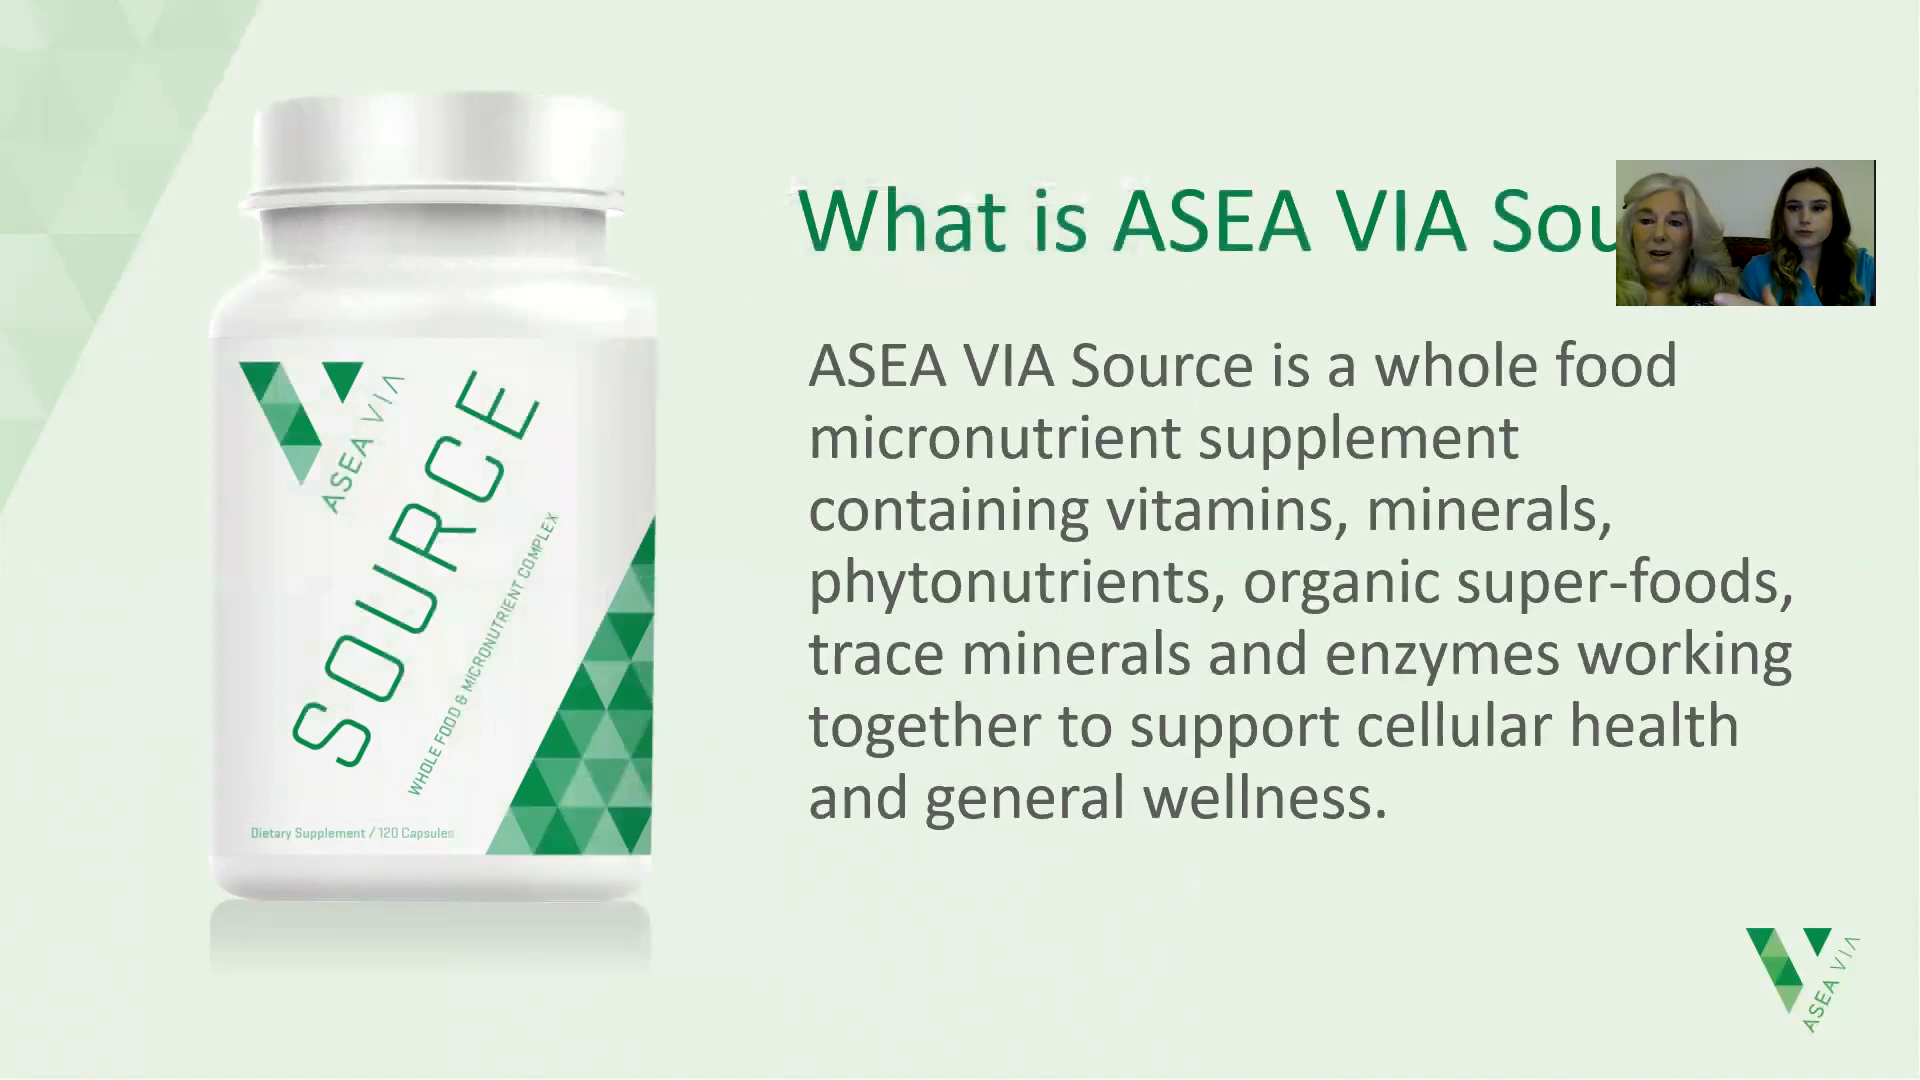 What is ASEA VIA Sou
ASEA VIA Source is a whole food
micronutrient supplement
containing vitamins, minerals,
phytonutrients, organic super-foods,
trace minerals and enzymes working
together to support cellular health
and general wellness.
ASEA VIA
SOURCE
WHOLE FOOD & MICRONUTRIENT COMPLEX
Dietary Supplement / 120 Capsules
ASEA VIA